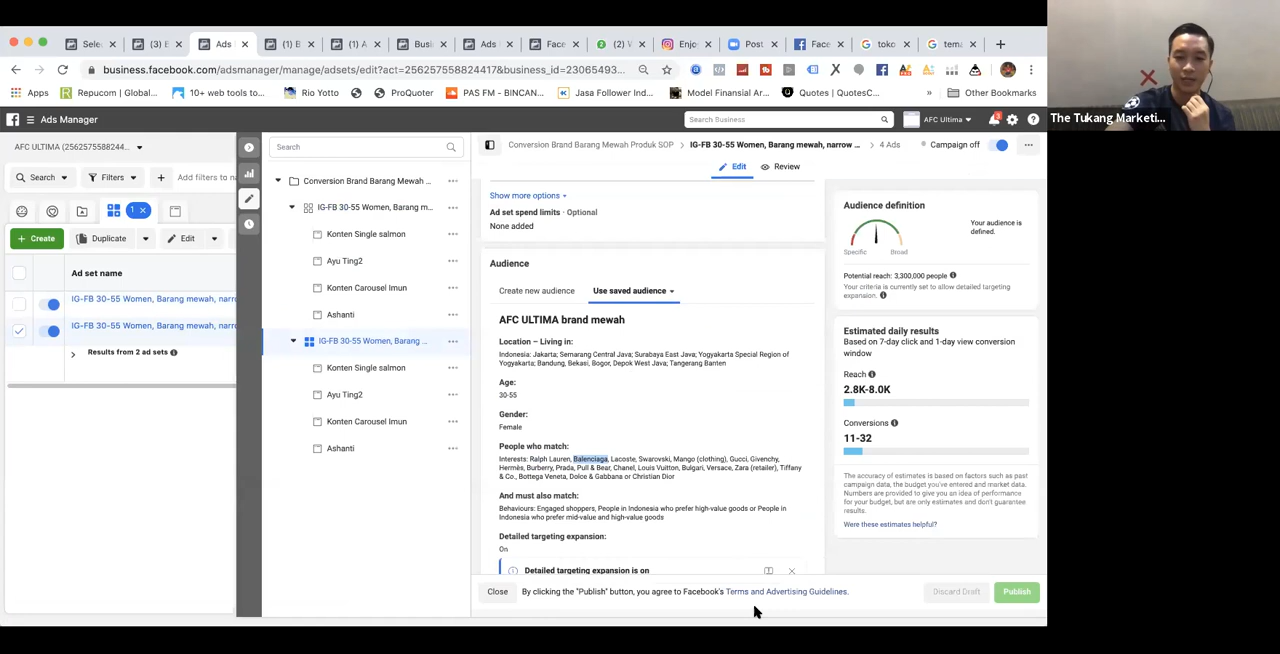 Selec
(3) E
Ads I
(1) B
(1) A
Busi
Ads
Face
(2) V
Enjo
Post
Face
toko
tema
business.facebook.com/adsmanager/manage/adsets/edit?act=256257558824417&business_id=23065493...
Apps
Repucom | Global...
10+ web tools to...
Rio Yotto
ProQuoter
PAS FM - BINCAN...
Jasa Follower Ind...
Model Financial Ar...
Quotes | QuotesC...
»
Other Bookmarks
Ads Manager
Search Business
AFC Ultima
3
AFC ULTIMA (2562575588244...
Search
Filters
Add filters to
1
Create
Duplicate
Edit
Ad set name
IG-FB 30-55 Women, Barang mewah, narro
IG-FB 30-55 Women, Barang mewah, narro
Results from 2 ad sets
Search
Conversion Brand Barang Mewah ...
IG-FB 30-55 Women, Barang m...
Konten Single salmon
Ayu Ting2
Konten Carousel Imun
Ashanti
IG-FB 30-55 Women, Barang ...
Konten Single salmon
Ayu Ting2
Konten Carousel Imun
Ashanti
Conversion Brand Barang Mewah Produk SOP
IG-FB 30-55 Women, Barang mewah, narrow ...
4 Ads
Campaign off
Edit
Review
Show more options
Ad set spend limits · Optional
None added
Audience
Create new audience
Use saved audience
AFC ULTIMA brand mewah
Location – Living in:
Indonesia: Jakarta; Semarang Central Java; Surabaya East Java; Yogyakarta Special Region of
Yogyakarta; Bandung, Bekasi, Bogor, Depok West Java; Tangerang Banten
Age:
30-55
Gender:
Female
People who match:
Interests: Ralph Lauren, Balenciaga, Lacoste, Swarovski, Mango (clothing), Gucci, Givenchy,
Hermès, Burberry, Prada, Pull & Bear, Chanel, Louis Vuitton, Bulgari, Versace, Zara (retailer), Tiffany
& Co., Bottega Veneta, Dolce & Gabbana or Christian Dior
And must also match:
Behaviours: Engaged shoppers, People in Indonesia who prefer high-value goods or People in
Indonesia who prefer mid-value and high-value goods
Detailed targeting expansion:
On
Detailed targeting expansion is on
Close
By clicking the "Publish" button, you agree to Facebook's Terms and Advertising Guidelines.
Discard Draft
Publish
Audience definition
Your audience is
defined.
Specific
Broad
Potential reach: 3,300,000 people
Your criteria is currently set to allow detailed targeting
expansion.
Estimated daily results
Based on 7-day click and 1-day view conversion
window
Reach
2.8K-8.0K
Conversions
11-32
The accuracy of estimates is based on factors such as past
campaign data, the budget you've entered and market data.
Numbers are provided to give you an idea of performance
for your budget, but are only estimates and don't guarantee
results.
Were these estimates helpful?
The Tukang Marketi...